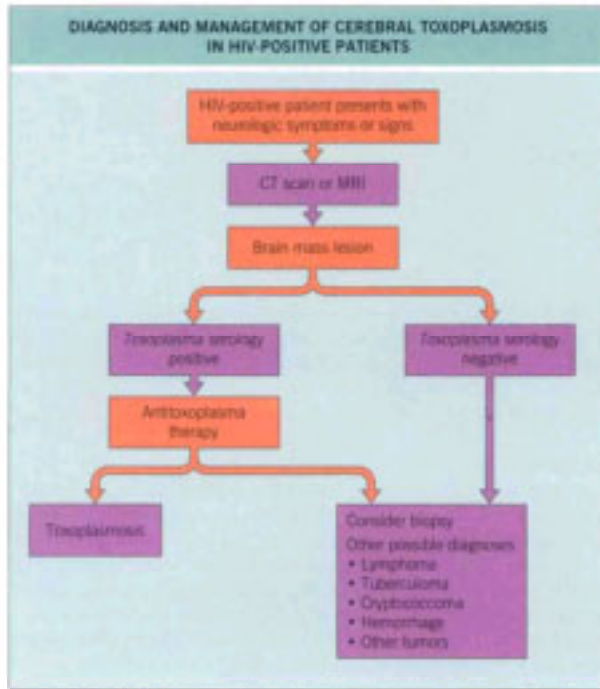 DIAGNOSIS AND MANAGEMENT OF CEREBRAL TOXOPLASMOSIS
IN HIV-POSITIVE PATIENTS
HIV-positive patient presents with
neurologic symptoms or signs
CT scan or MRI
Brain mass lesion
Toxoplasma serology
positive
Toxoplasma serology
negative
Antitoxoplasma
therapy
Toxoplasmosis
Consider biopsy
Other possible diagnoses
• Lymphoma
• Tuberculoma
• Cryptococcoma
• Hemorrhage
• Other tumors